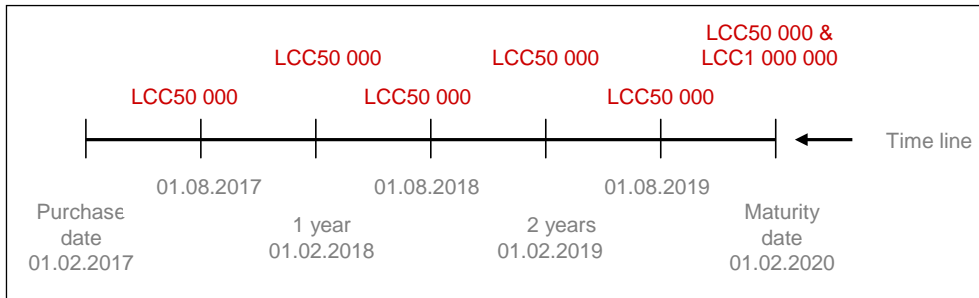 LCC50 000 &
LCC1 000 000
LCC50 000
LCC50 000
LCC50 000
LCC50 000
LCC50 000
Time line
01.08.2017
01.08.2018
01.08.2019
Purchase
date
01.02.2017
1 year
01.02.2018
2 years
01.02.2019
Maturity
date
01.02.2020